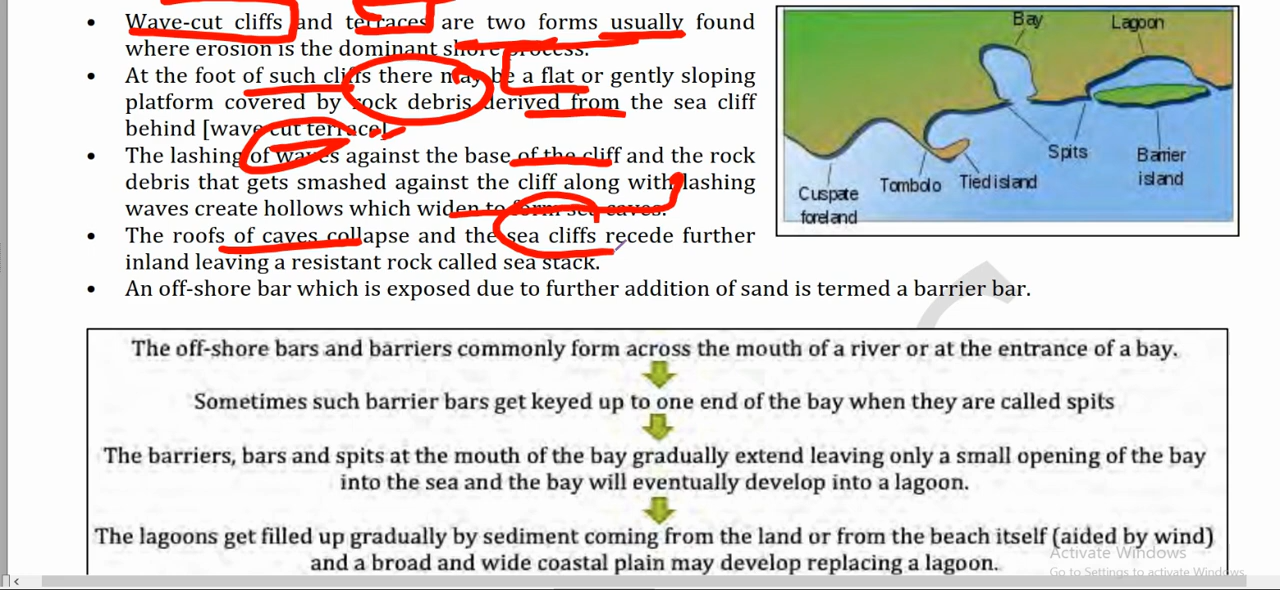 • Wave-cut cliffs and terraces are two forms usually found
where erosion is the dominant shore process.
• At the foot of such cliffs there may be a flat or gently sloping
platform covered by rock debris derived from the sea cliff
behind [wave-cut terrace]
• The lashing of waves against the base of the cliff and the rock
debris that gets smashed against the cliff along with lashing
waves create hollows which widen to form sea caves.
• The roofs of caves collapse and the sea cliffs recede further
inland leaving a resistant rock called sea stack.
• An off-shore bar which is exposed due to further addition of sand is termed a barrier bar.
Bay
Lagoon
Spits
Barrier
island
Tombolo
Tied island
Cuspate
foreland
The off-shore bars and barriers commonly form across the mouth of a river or at the entrance of a bay.
Sometimes such barrier bars get keyed up to one end of the bay when they are called spits
The barriers, bars and spits at the mouth of the bay gradually extend leaving only a small opening of the bay
into the sea and the bay will eventually develop into a lagoon.
The lagoons get filled up gradually by sediment coming from the land or from the beach itself (aided by wind)
and a broad and wide coastal plain may develop replacing a lagoon.
Activate Windows
Go to Settings to activate Windows.